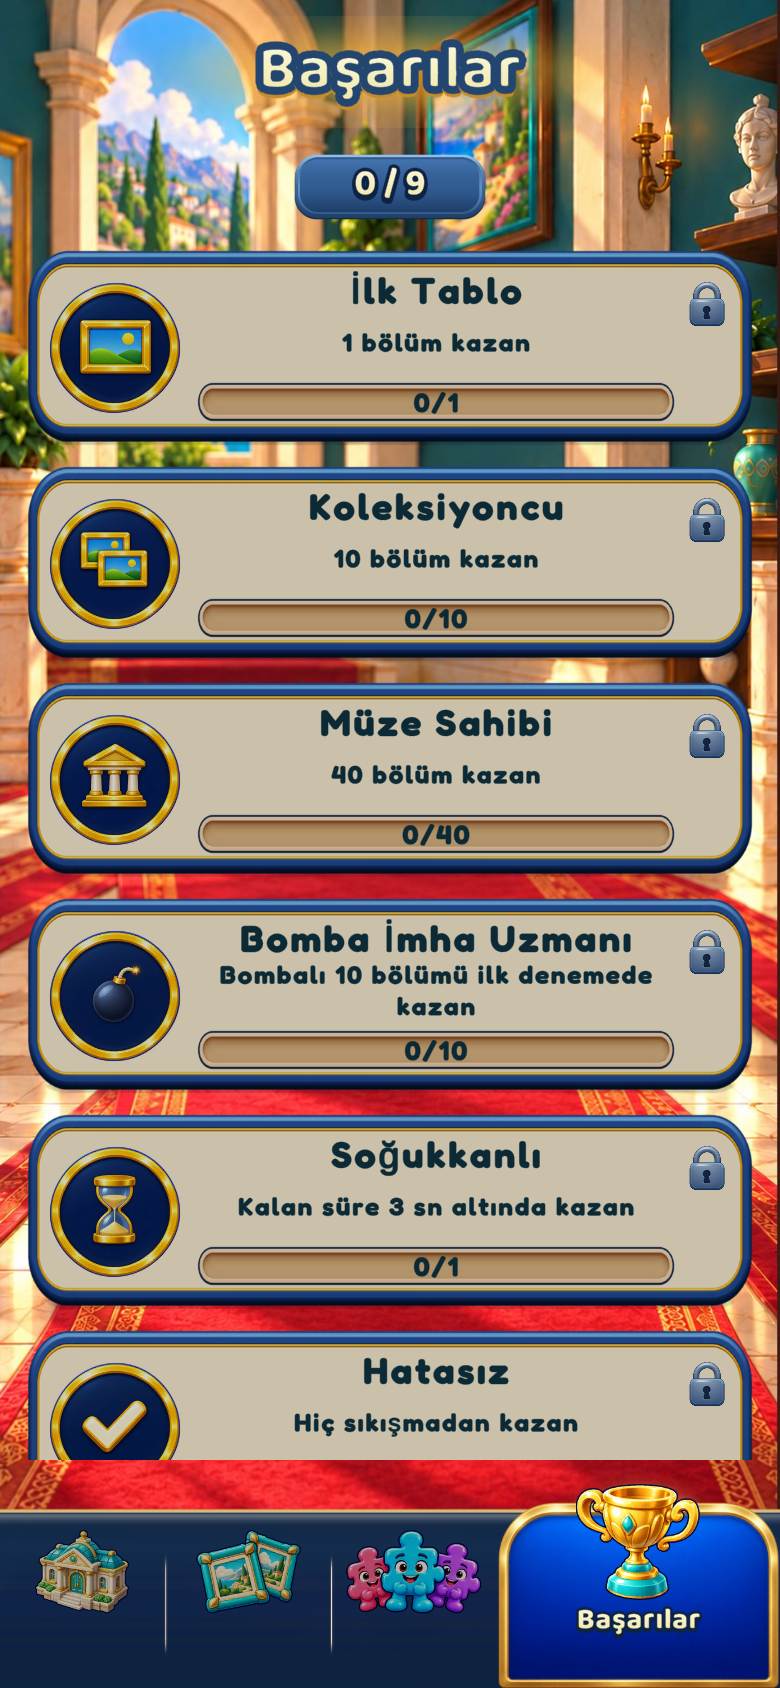 Başarılar
0/9
İlk Tablo
1 bölüm kazan
0/1
Koleksiyoncu
10 bölüm kazan
0/10
Müze Sahibi
40 bölüm kazan
0/40
Bomba İmha Uzmanı
Bombalı 10 bölümü ilk denemede
kazan
0/10
Soğukkanlı
Kalan süre 3 sn altında kazan
0/1
Hatasız
Hiç sıkışmadan kazan
Başarılar